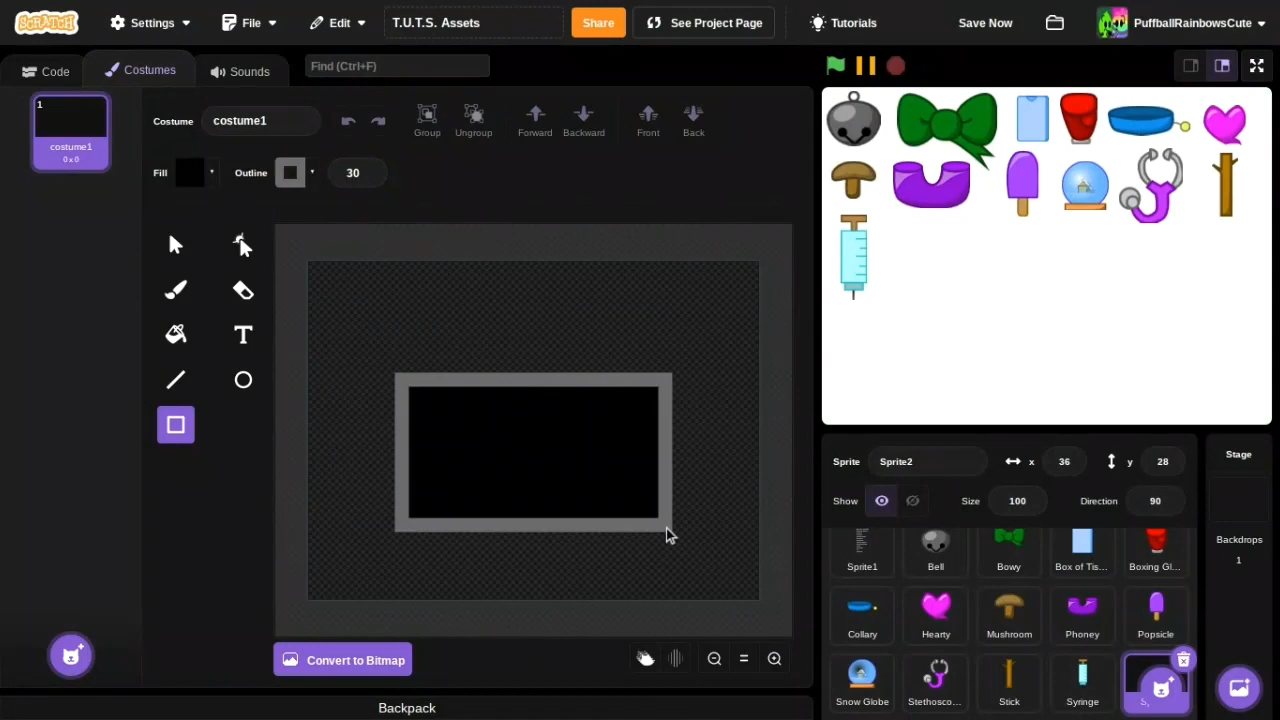 SCRATCH
Settings
File
Edit
T.U.T.S. Assets
Share
See Project Page
Tutorials
Save Now
PuffballRainbowsCute
Code
Costumes
Sounds
Find (Ctrl+F)
1
costume1
0 x 0
Costume
costume1
Group
Ungroup
Forward
Backward
Front
Back
Fill
Outline
30
Convert to Bitmap
Backpack
Sprite
Sprite2
x
36
y
28
Show
Size
100
Direction
90
Stage
Backdrops
1
Sprite1
Bell
Bowy
Box of Tis...
Boxing Gl...
Collary
Hearty
Mushroom
Phoney
Popsicle
Snow Globe
Stethosco...
Stick
Syringe